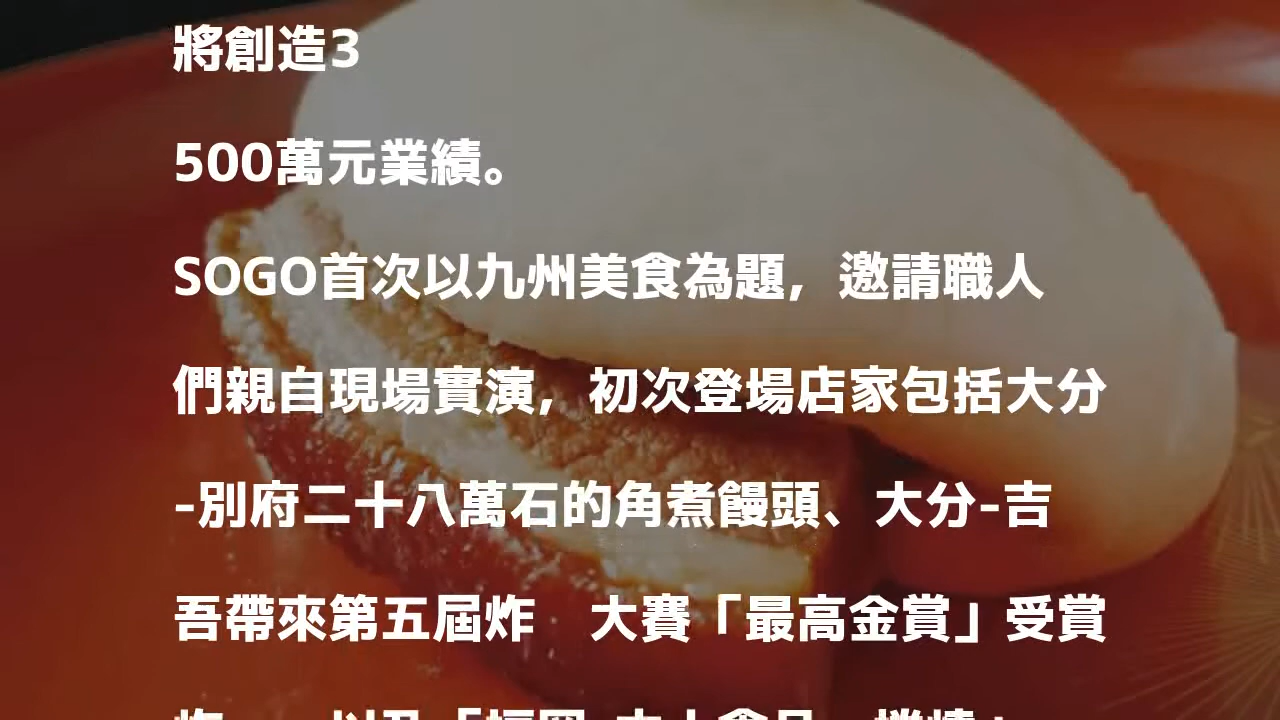 將創造3
500萬元業績。
SOGO首次以九州美食為題，邀請職人
們親自現場實演，初次登場店家包括大分
-別府二十八萬石的角煮饅頭、大分-吉
吾帶來第五屆炸　大賽「最高金賞」受賞